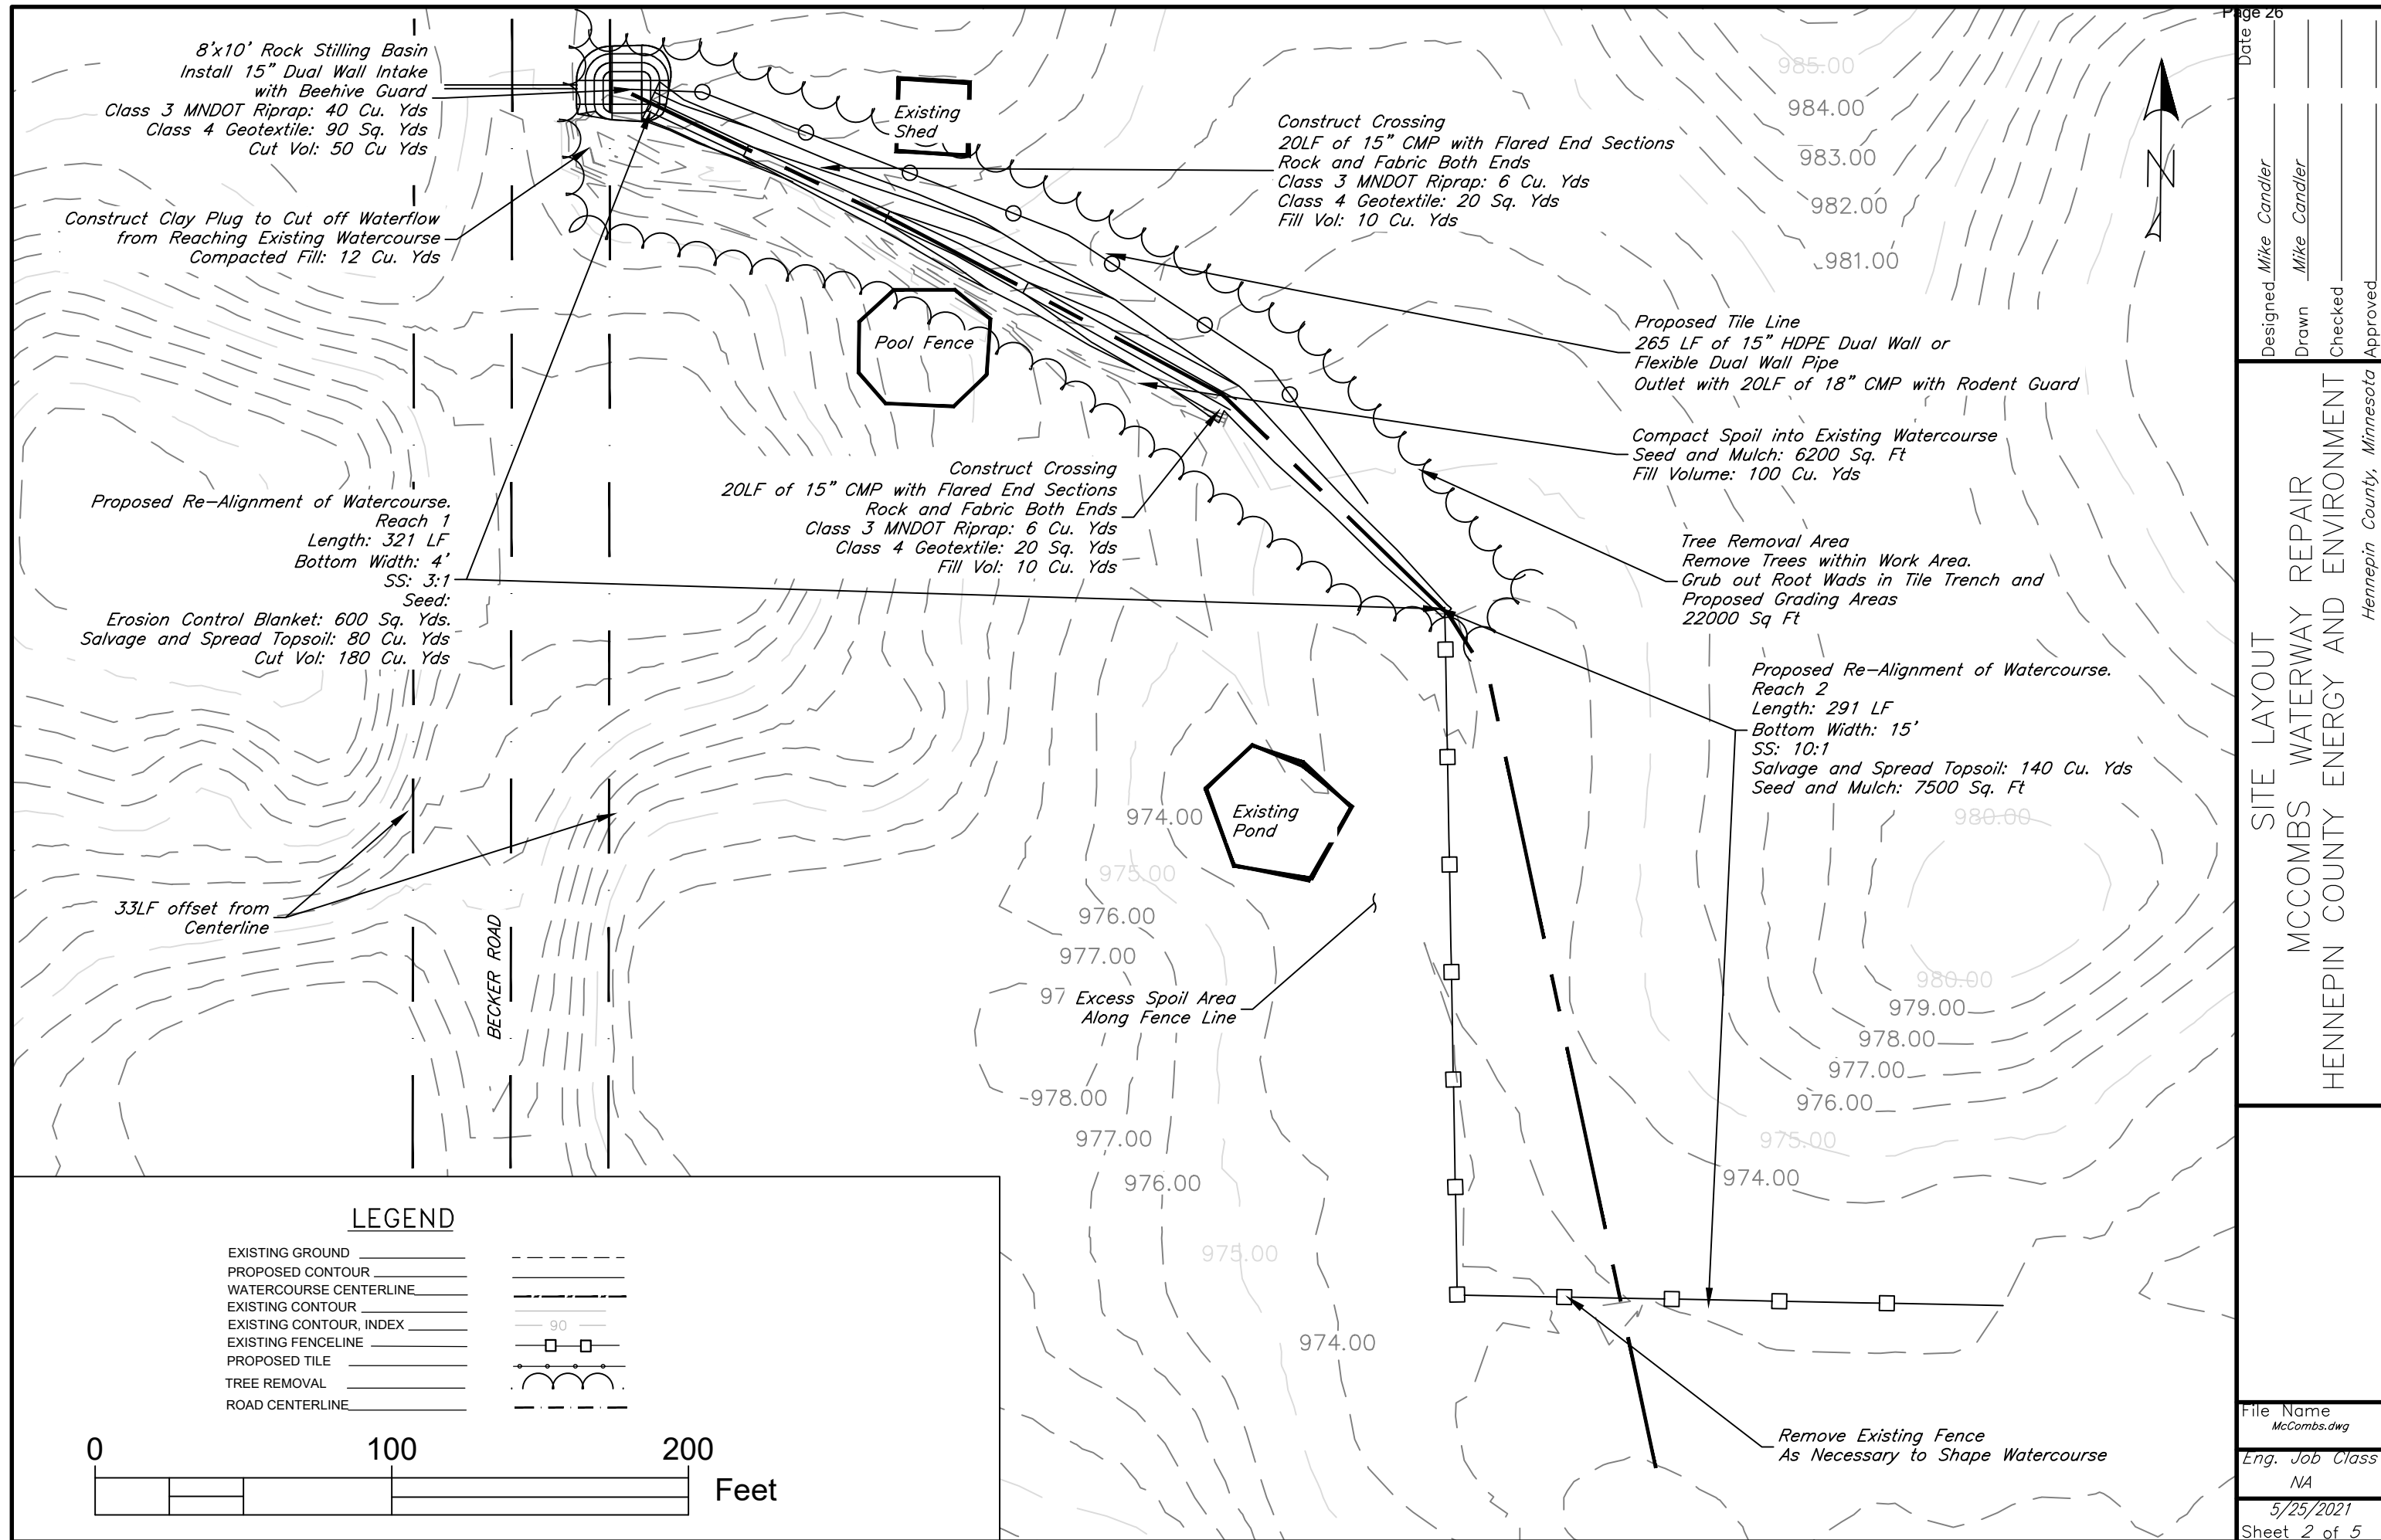 Page 26
8'x10' Rock Stilling Basin
Install 15" Dual Wall Intake
with Beehive Guard
Class 3 MNDOT Riprap: 40 Cu. Yds
Class 4 Geotextile: 90 Sq. Yds
Cut Vol: 50 Cu Yds
Construct Clay Plug to Cut off Waterflow
from Reaching Existing Watercourse
Compacted Fill: 12 Cu. Yds
Existing
Shed
Construct Crossing
20LF of 15" CMP with Flared End Sections
Rock and Fabric Both Ends
Class 3 MNDOT Riprap: 6 Cu. Yds
Class 4 Geotextile: 20 Sq. Yds
Fill Vol: 10 Cu. Yds
985.00
984.00
983.00
982.00
981.00
N
Pool Fence
Proposed Tile Line
265 LF of 15" HDPE Dual Wall or
Flexible Dual Wall Pipe
Outlet with 20LF of 18" CMP with Rodent Guard
Compact Spoil into Existing Watercourse
Seed and Mulch: 6200 Sq. Ft
Fill Volume: 100 Cu. Yds
Construct Crossing
20LF of 15" CMP with Flared End Sections
Rock and Fabric Both Ends
Class 3 MNDOT Riprap: 6 Cu. Yds
Class 4 Geotextile: 20 Sq. Yds
Fill Vol: 10 Cu. Yds
Proposed Re-Alignment of Watercourse.
Reach 1
Length: 321 LF
Bottom Width: 4'
SS: 3:1
Seed:
Erosion Control Blanket: 600 Sq. Yds.
Salvage and Spread Topsoil: 80 Cu. Yds
Cut Vol: 180 Cu. Yds
Tree Removal Area
Remove Trees within Work Area.
Grub out Root Wads in Tile Trench and
Proposed Grading Areas
22000 Sq Ft
Proposed Re-Alignment of Watercourse.
Reach 2
Length: 291 LF
Bottom Width: 15'
SS: 10:1
Salvage and Spread Topsoil: 140 Cu. Yds
Seed and Mulch: 7500 Sq. Ft
Existing
Pond
974.00
975.00
976.00
977.00
97
978.00
977.00
976.00
975.00
974.00
980.00
980.00
979.00
978.00
977.00
976.00
975.00
974.00
33LF offset from
Centerline
BECKER ROAD
Excess Spoil Area
Along Fence Line
Remove Existing Fence
As Necessary to Shape Watercourse
LEGEND
EXISTING GROUND
PROPOSED CONTOUR
WATERCOURSE CENTERLINE
EXISTING CONTOUR
EXISTING CONTOUR, INDEX
90
EXISTING FENCELINE
PROPOSED TILE
TREE REMOVAL
ROAD CENTERLINE
0 100 200
Feet
Date
Designed Mike Candler
Drawn Mike Candler
Checked
Approved
SITE LAYOUT
MCCOMBS WATERWAY REPAIR
HENNEPIN COUNTY ENERGY AND ENVIRONMENT
Hennepin County, Minnesota
File Name
McCombs.dwg
Eng. Job Class
NA
5/25/2021
Sheet 2 of 5